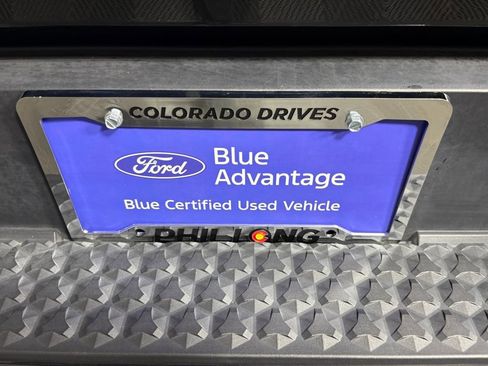 COLORADO DRIVES
Ford
Blue
Advantage
Blue Certified Used Vehicle
PHIL LONG